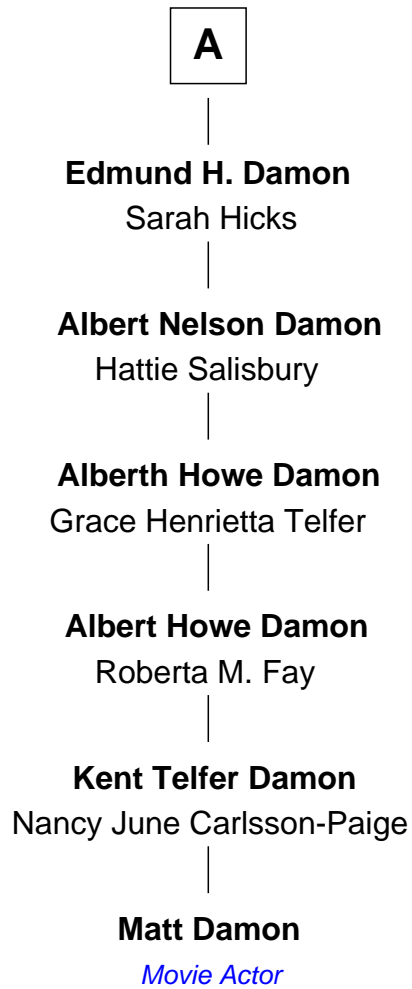 A
Edmund H. Damon
Sarah Hicks
Albert Nelson Damon
Hattie Salisbury
Alberth Howe Damon
Grace Henrietta Telfer
Albert Howe Damon
Roberta M. Fay
Kent Telfer Damon
Nancy June Carlsson-Paige
Matt Damon
Movie Actor